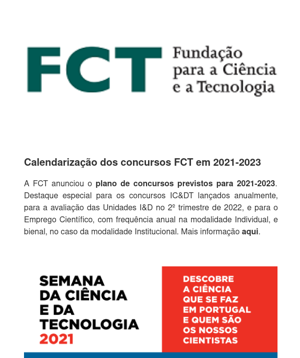 FCT
Fundação
para a Ciência
e a Tecnologia
Calendarização dos concursos FCT em 2021-2023
A FCT anunciou o plano de concursos previstos para 2021-2023.
Destaque especial para os concursos IC&DT lançados anualmente,
para a avaliação das Unidades I&D no 2º trimestre de 2022, e para o
Emprego Científico, com frequência anual na modalidade Individual, e
bienal, no caso da modalidade Institucional. Mais informação aqui.
SEMANA
DA CIÊNCIA
E DA
TECNOLOGIA
2021
DESCOBRE
A CIÊNCIA
QUE SE FAZ
EM PORTUGAL
E QUEM SÃO
OS NOSSOS
CIENTISTAS